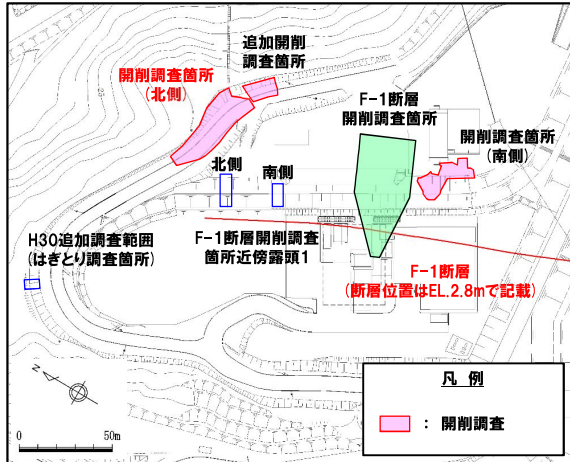 追加開削
調査箇所
開削調査箇所
(北側)
F-1断層
開削調査箇所
開削調査箇所
(南側)
北側
南側
H30追加調査範囲
(はぎとり調査箇所)
F-1断層開削調査
箇所近傍露頭1
F-1断層
(断層位置はEL.2.8mで記載)
N
0 50m
凡 例
: 開削調査